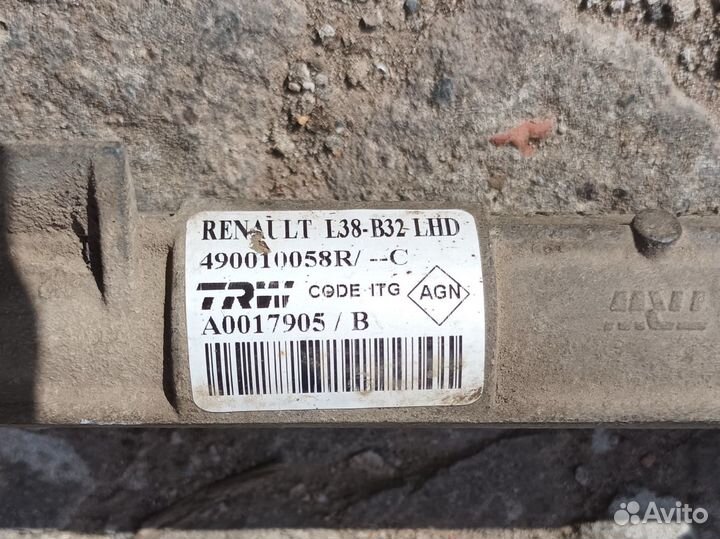 RENAULT L38-B32 LHD
490010058R/ --C
TRW CODE ITG AGN
A0017905 / B
Avito